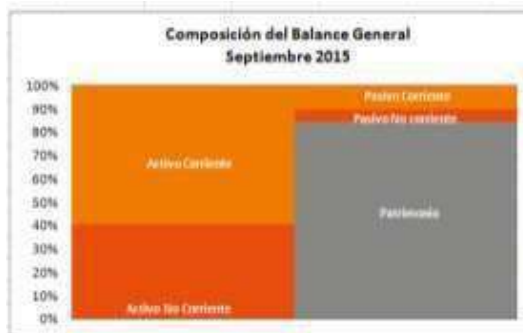 Composición del Balance General
Septiembre 2015
100%
90%
80%
70%
60%
50%
40%
30%
20%
10%
0%
Pasivo Corriente
Pasivo No corriente
Activo Corriente
Patrimonio
Activo No Corriente